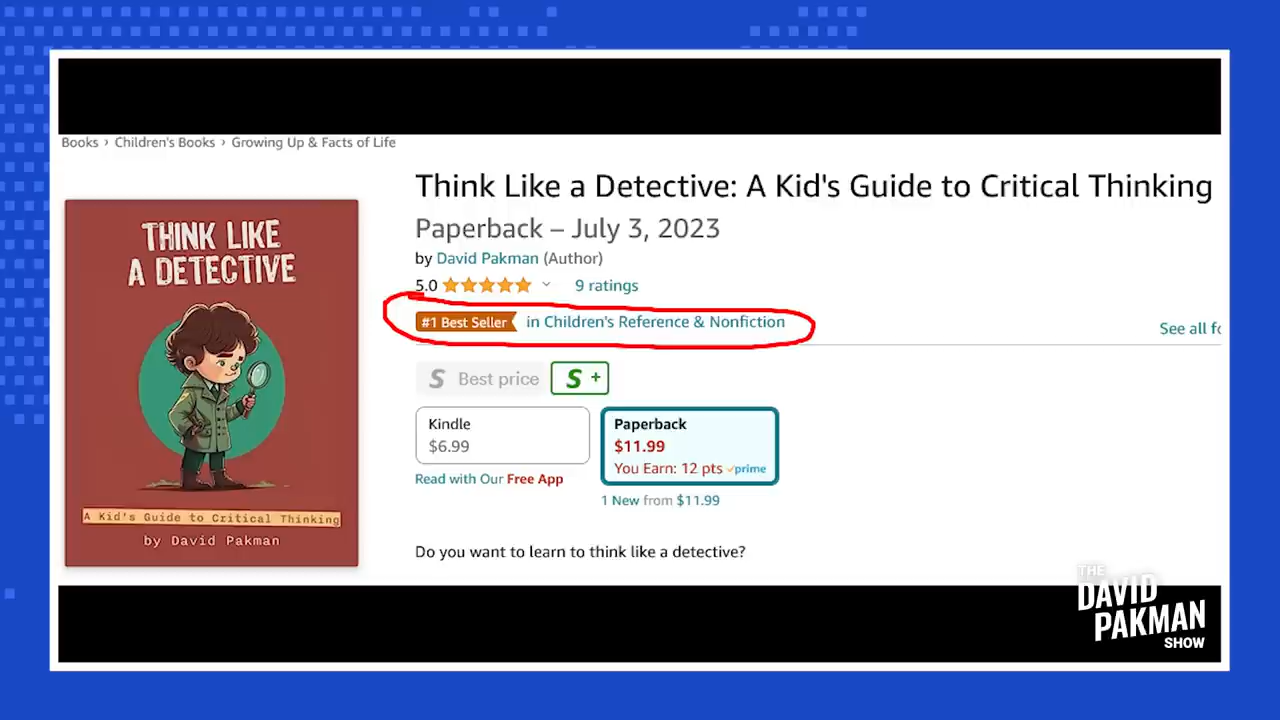 Books › Children's Books › Growing Up & Facts of Life
Think Like a Detective: A Kid's Guide to Critical Thinking
Paperback – July 3, 2023
by David Pakman (Author)
5.0 9 ratings
#1 Best Seller in Children's Reference & Nonfiction
See all fo
S Best price S +
Kindle
$6.99
Paperback
$11.99
You Earn: 12 pts prime
Read with Our Free App
1 New from $11.99
Do you want to learn to think like a detective?
THINK LIKE
A DETECTIVE
A Kid's Guide to Critical Thinking
by David Pakman
THE
DAVID
PAKMAN
SHOW